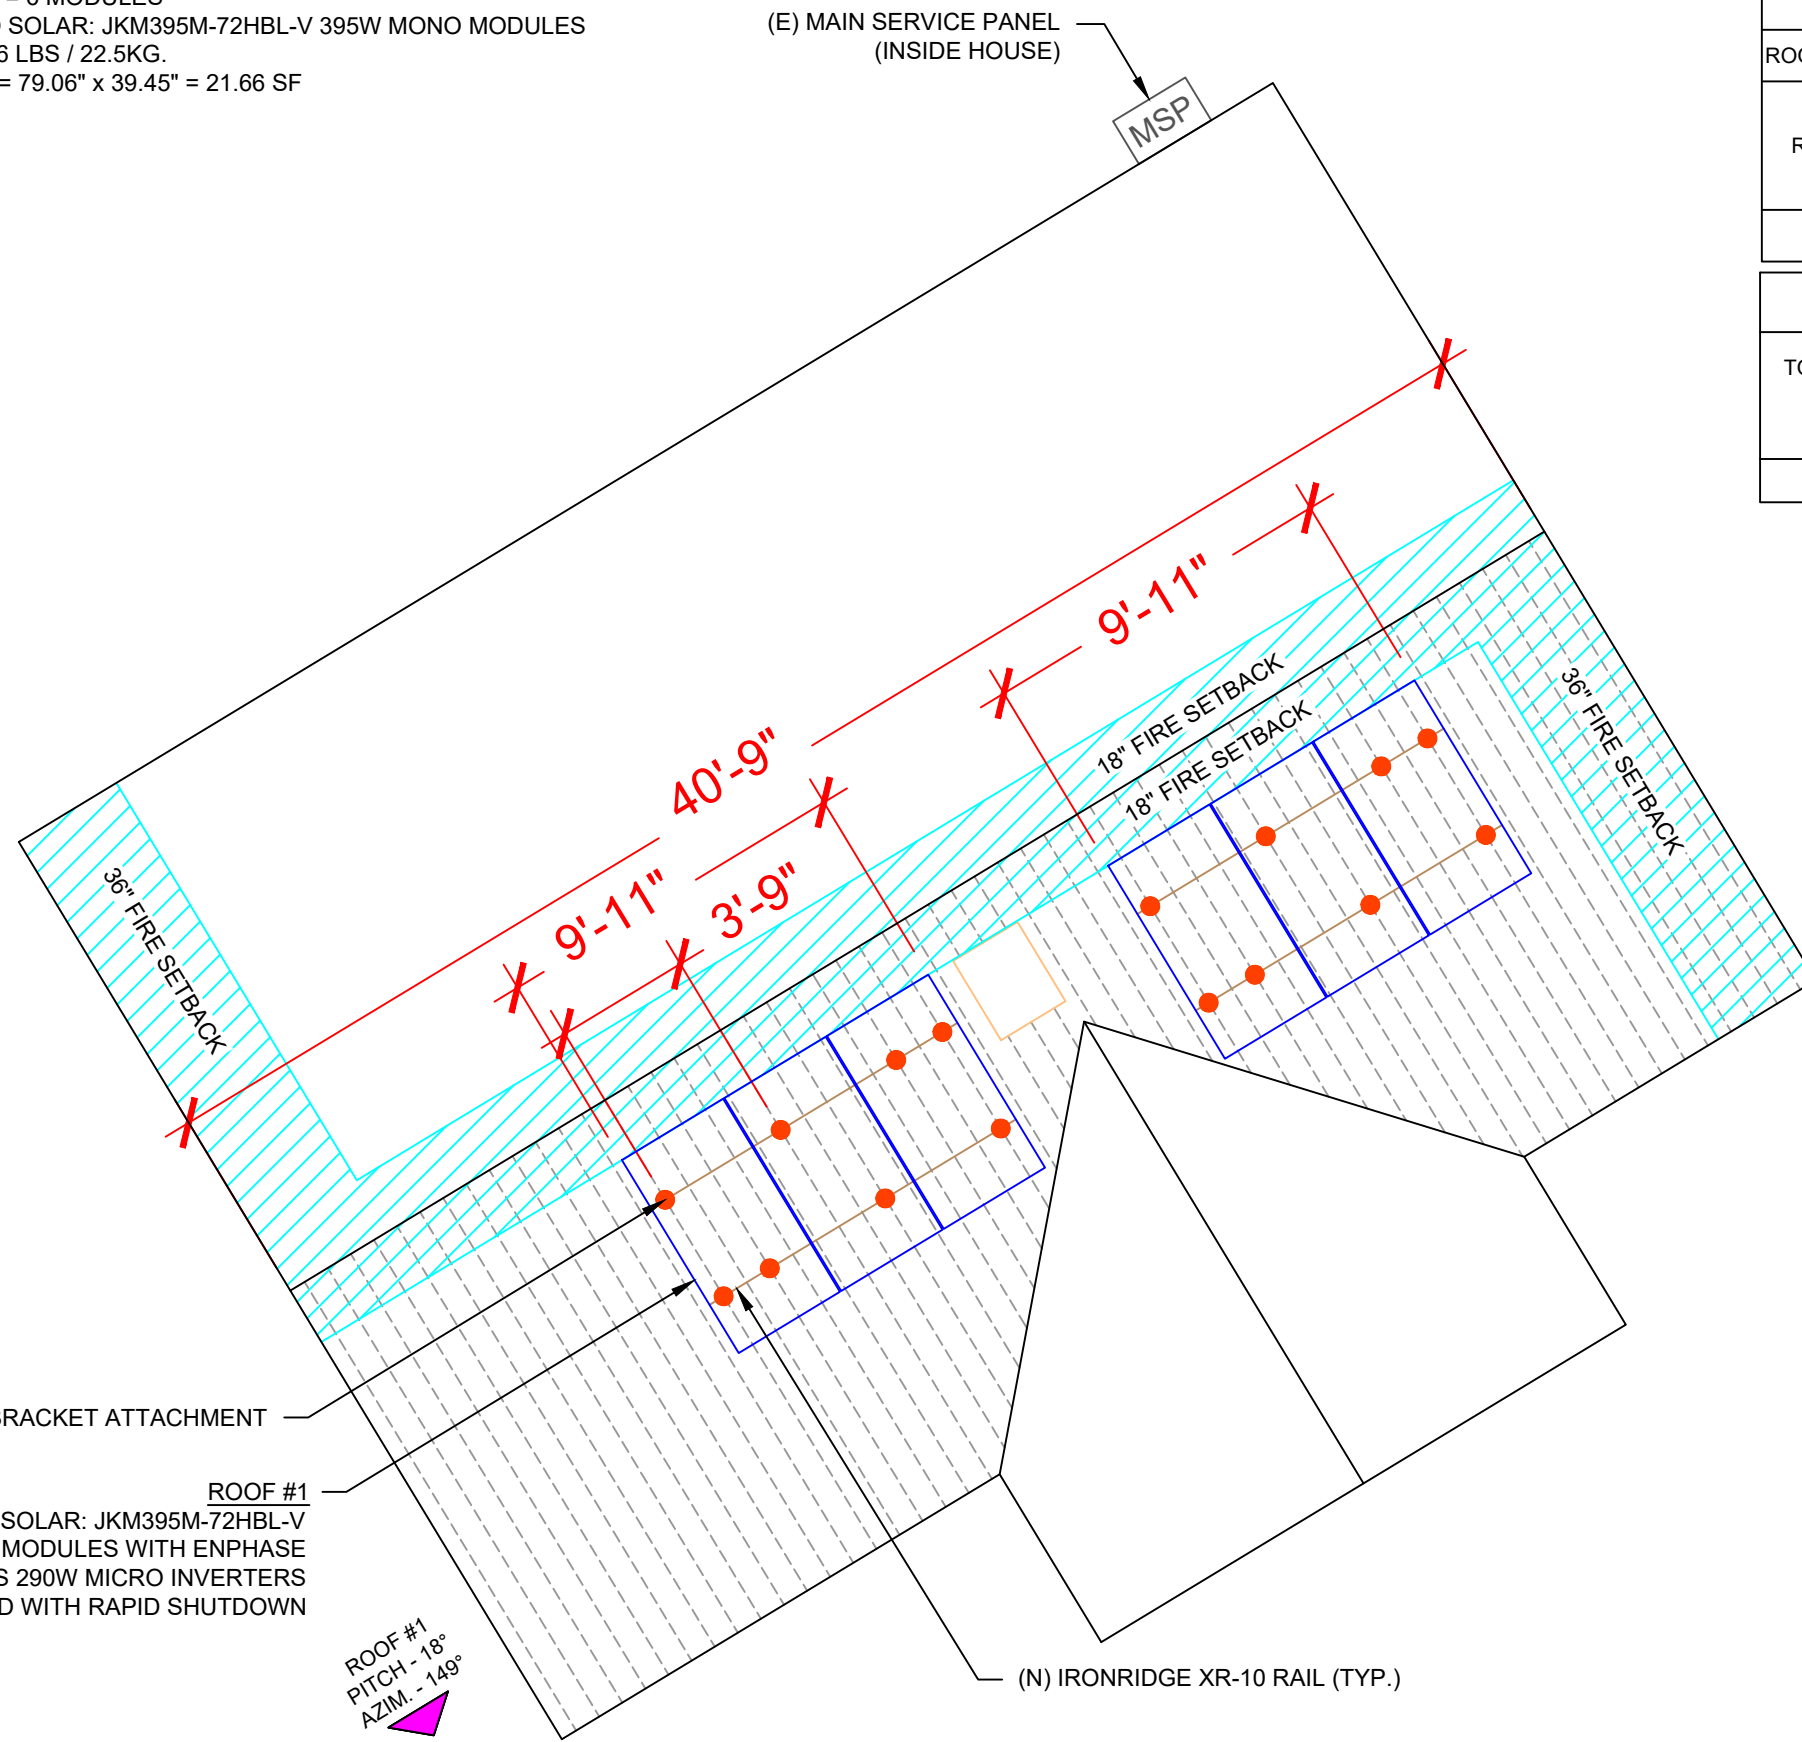 = 6 MODULES
SOLAR: JKM395M-72HBL-V 395W MONO MODULES
LBS / 22.5KG.
= 79.06" x 39.45" = 21.66 SF
(E) MAIN SERVICE PANEL
(INSIDE HOUSE)
MSP
9'-11"
40'-9"
3'-9"
9'-11"
18" FIRE SETBACK
18" FIRE SETBACK
36" FIRE SETBACK
36" FIRE SETBACK
BRACKET ATTACHMENT
ROOF #1
SOLAR: JKM395M-72HBL-V
MODULES WITH ENPHASE
290W MICRO INVERTERS
WITH RAPID SHUTDOWN
ROOF #1
PITCH - 18°
AZIM. - 149°
(N) IRONRIDGE XR-10 RAIL (TYP.)